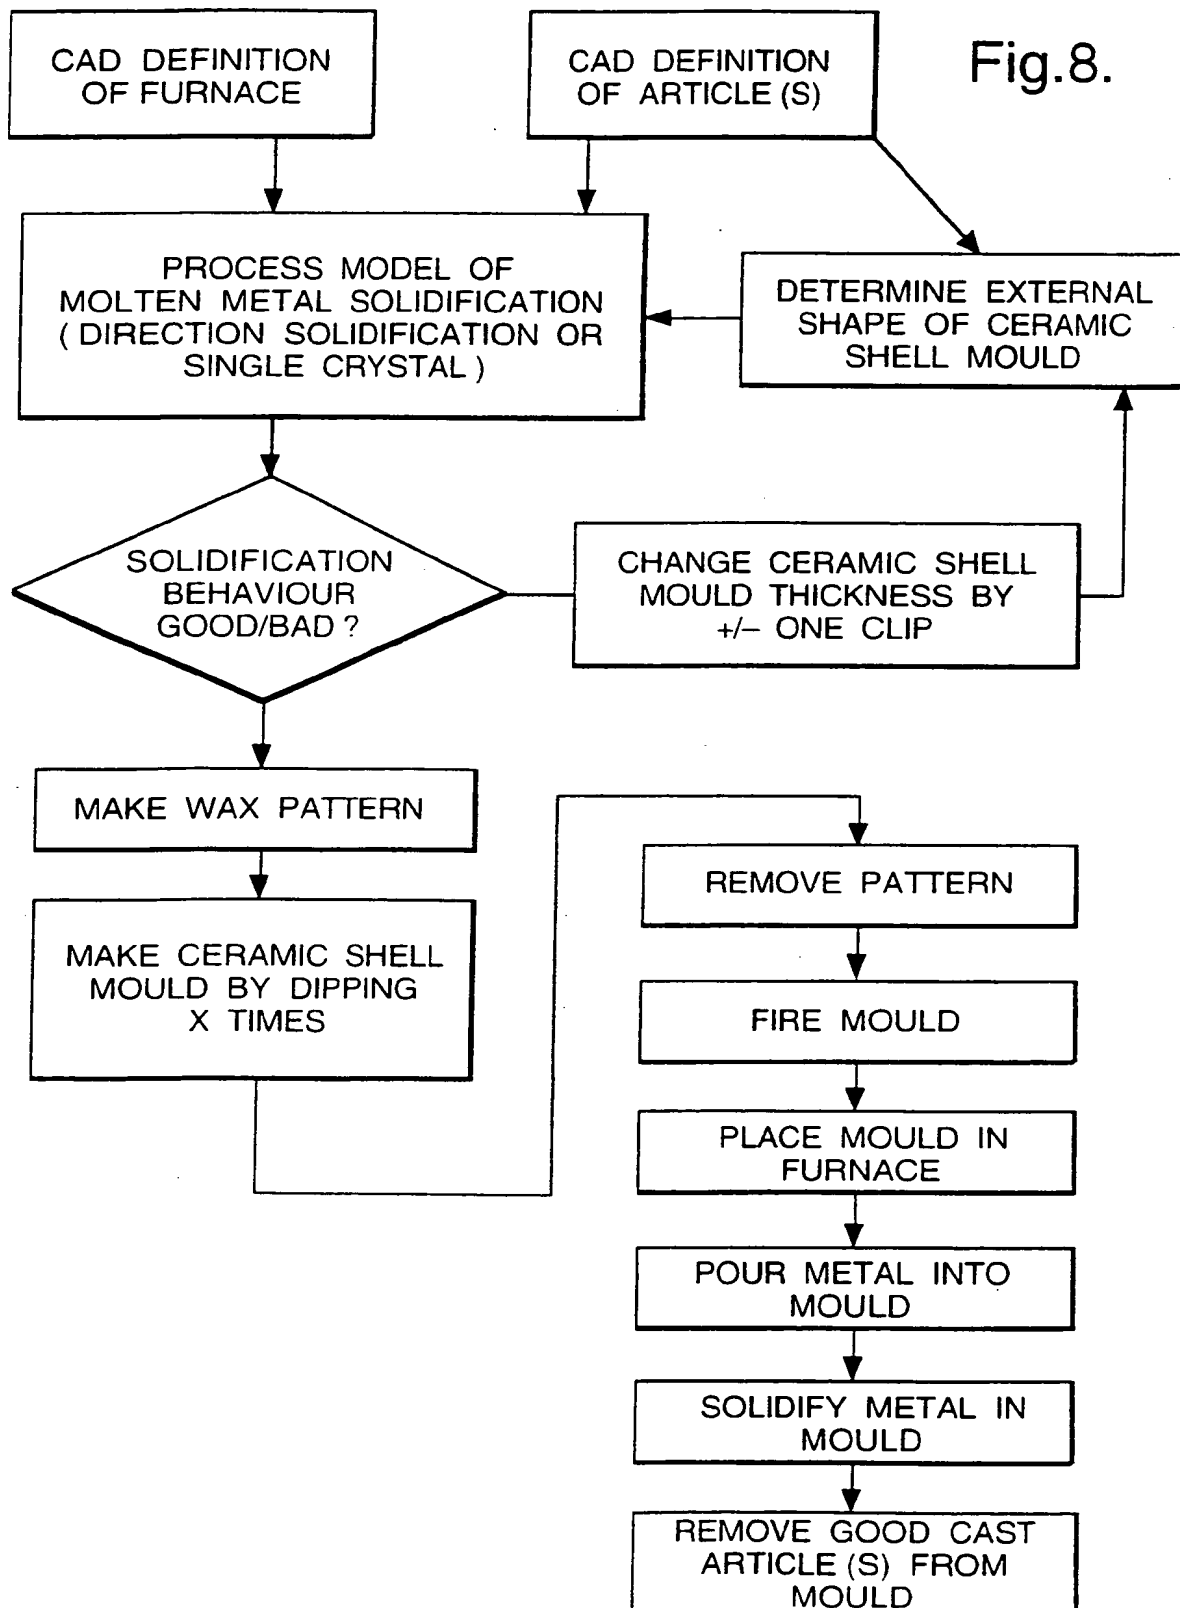 CAD DEFINITION
OF FURNACE
CAD DEFINITION
OF ARTICLE (S)
Fig.8.
PROCESS MODEL OF
MOLTEN METAL SOLIDIFICATION
( DIRECTION SOLIDIFICATION OR
SINGLE CRYSTAL )
DETERMINE EXTERNAL
SHAPE OF CERAMIC
SHELL MOULD
SOLIDIFICATION
BEHAVIOUR
GOOD/BAD ?
CHANGE CERAMIC SHELL
MOULD THICKNESS BY
+/– ONE CLIP
MAKE WAX PATTERN
MAKE CERAMIC SHELL
MOULD BY DIPPING
X TIMES
REMOVE PATTERN
FIRE MOULD
PLACE MOULD IN
FURNACE
POUR METAL INTO
MOULD
SOLIDIFY METAL IN
MOULD
REMOVE GOOD CAST
ARTICLE (S) FROM
MOULD